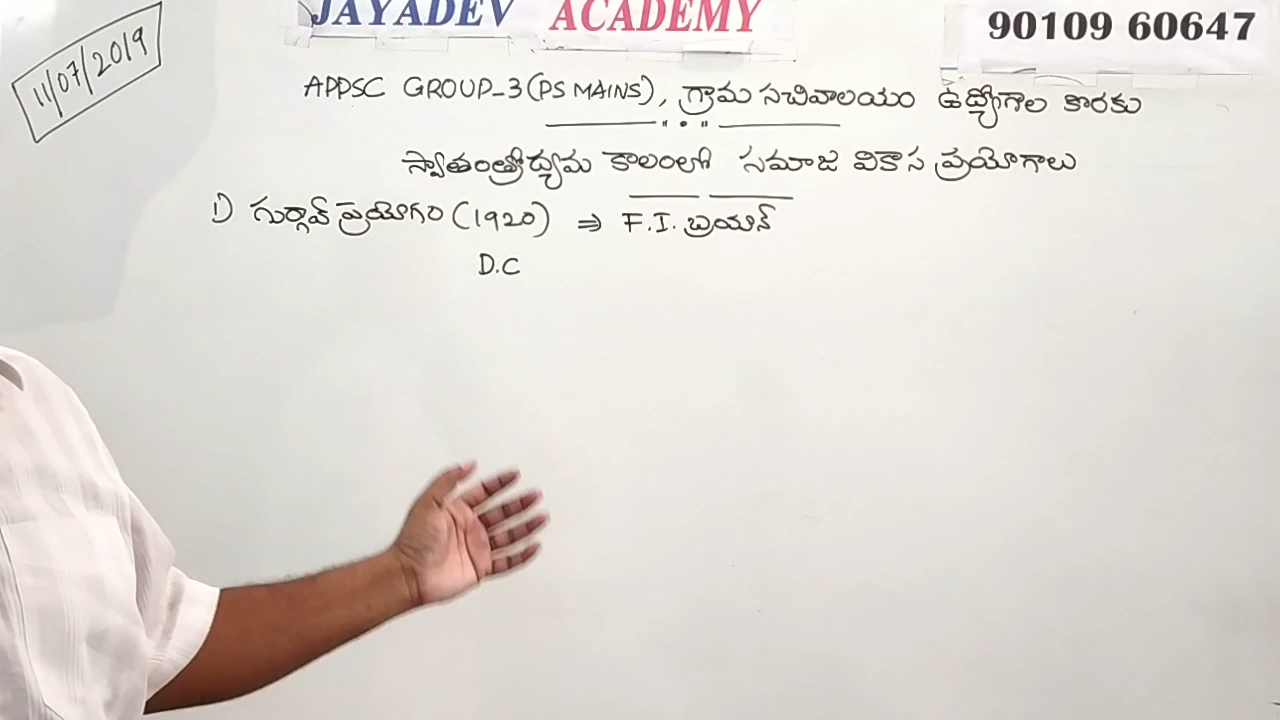 JAYADEV ACADEMY
90109 60647
11/07/2019
APPSC GROUP-3 (PS MAINS), గ్రామ సచివాలయం ఉద్యోగాల కొరకు
స్వాతంత్రోద్యమ కాలంలో సమాజ వికాస ప్రయోగాలు
1) గుర్గావ్ ప్రయోగం (1920) ⇒ F.I. బ్రయిన్
D.C